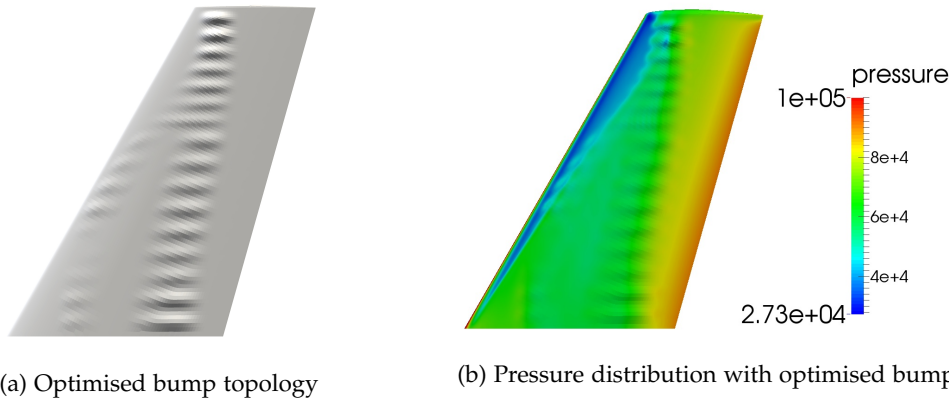 pressure
1e+05
8e+4
6e+4
4e+4
2.73e+04
(a) Optimised bump topology
(b) Pressure distribution with optimised bump